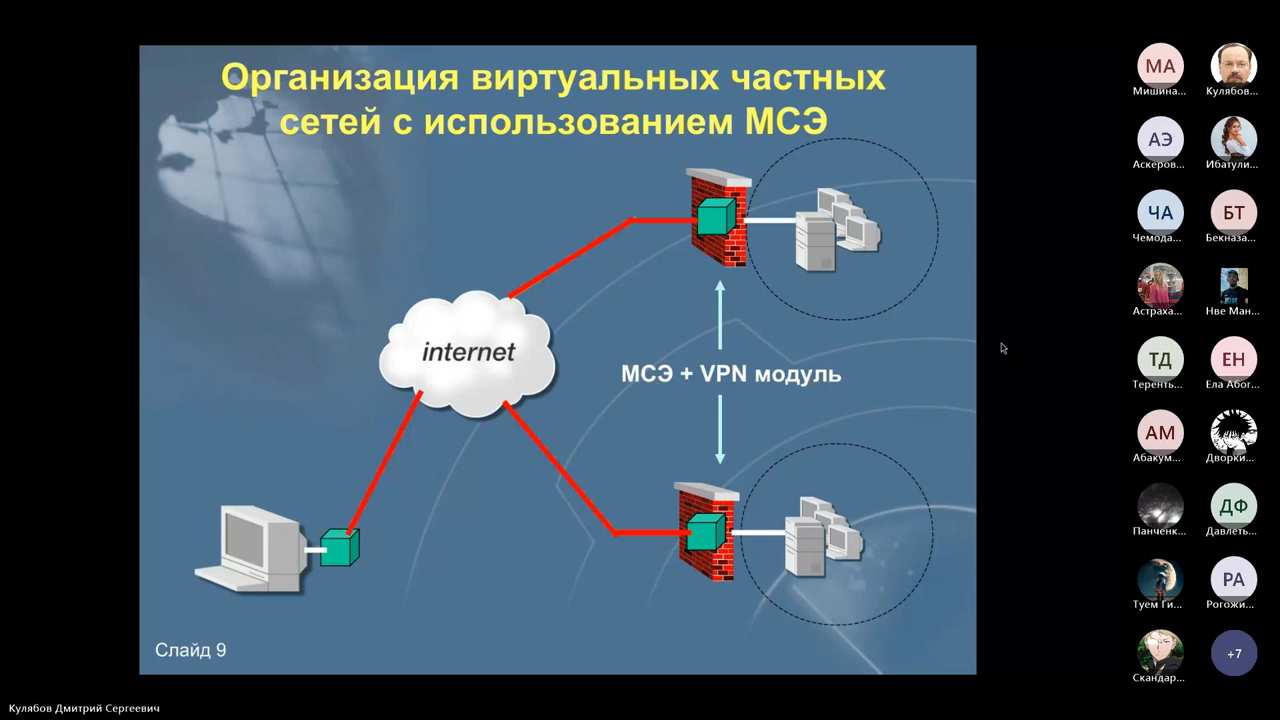 Организация виртуальных частных
сетей с использованием МСЭ
internet
МСЭ + VPN модуль
Слайд 9
МА
Мишина...
Кулябов...
АЭ
Аскеров...
Ибатули...
ЧА
Чемода...
БТ
Бекназа...
Астраха...
Нве Ман...
ТД
Теренть...
ЕН
Ела Абог...
АМ
Абакум...
Дворки...
Панченк...
ДФ
Давлеть...
Туем Ги...
РА
Рогожи...
Скандар...
+7
Кулябов Дмитрий Сергеевич